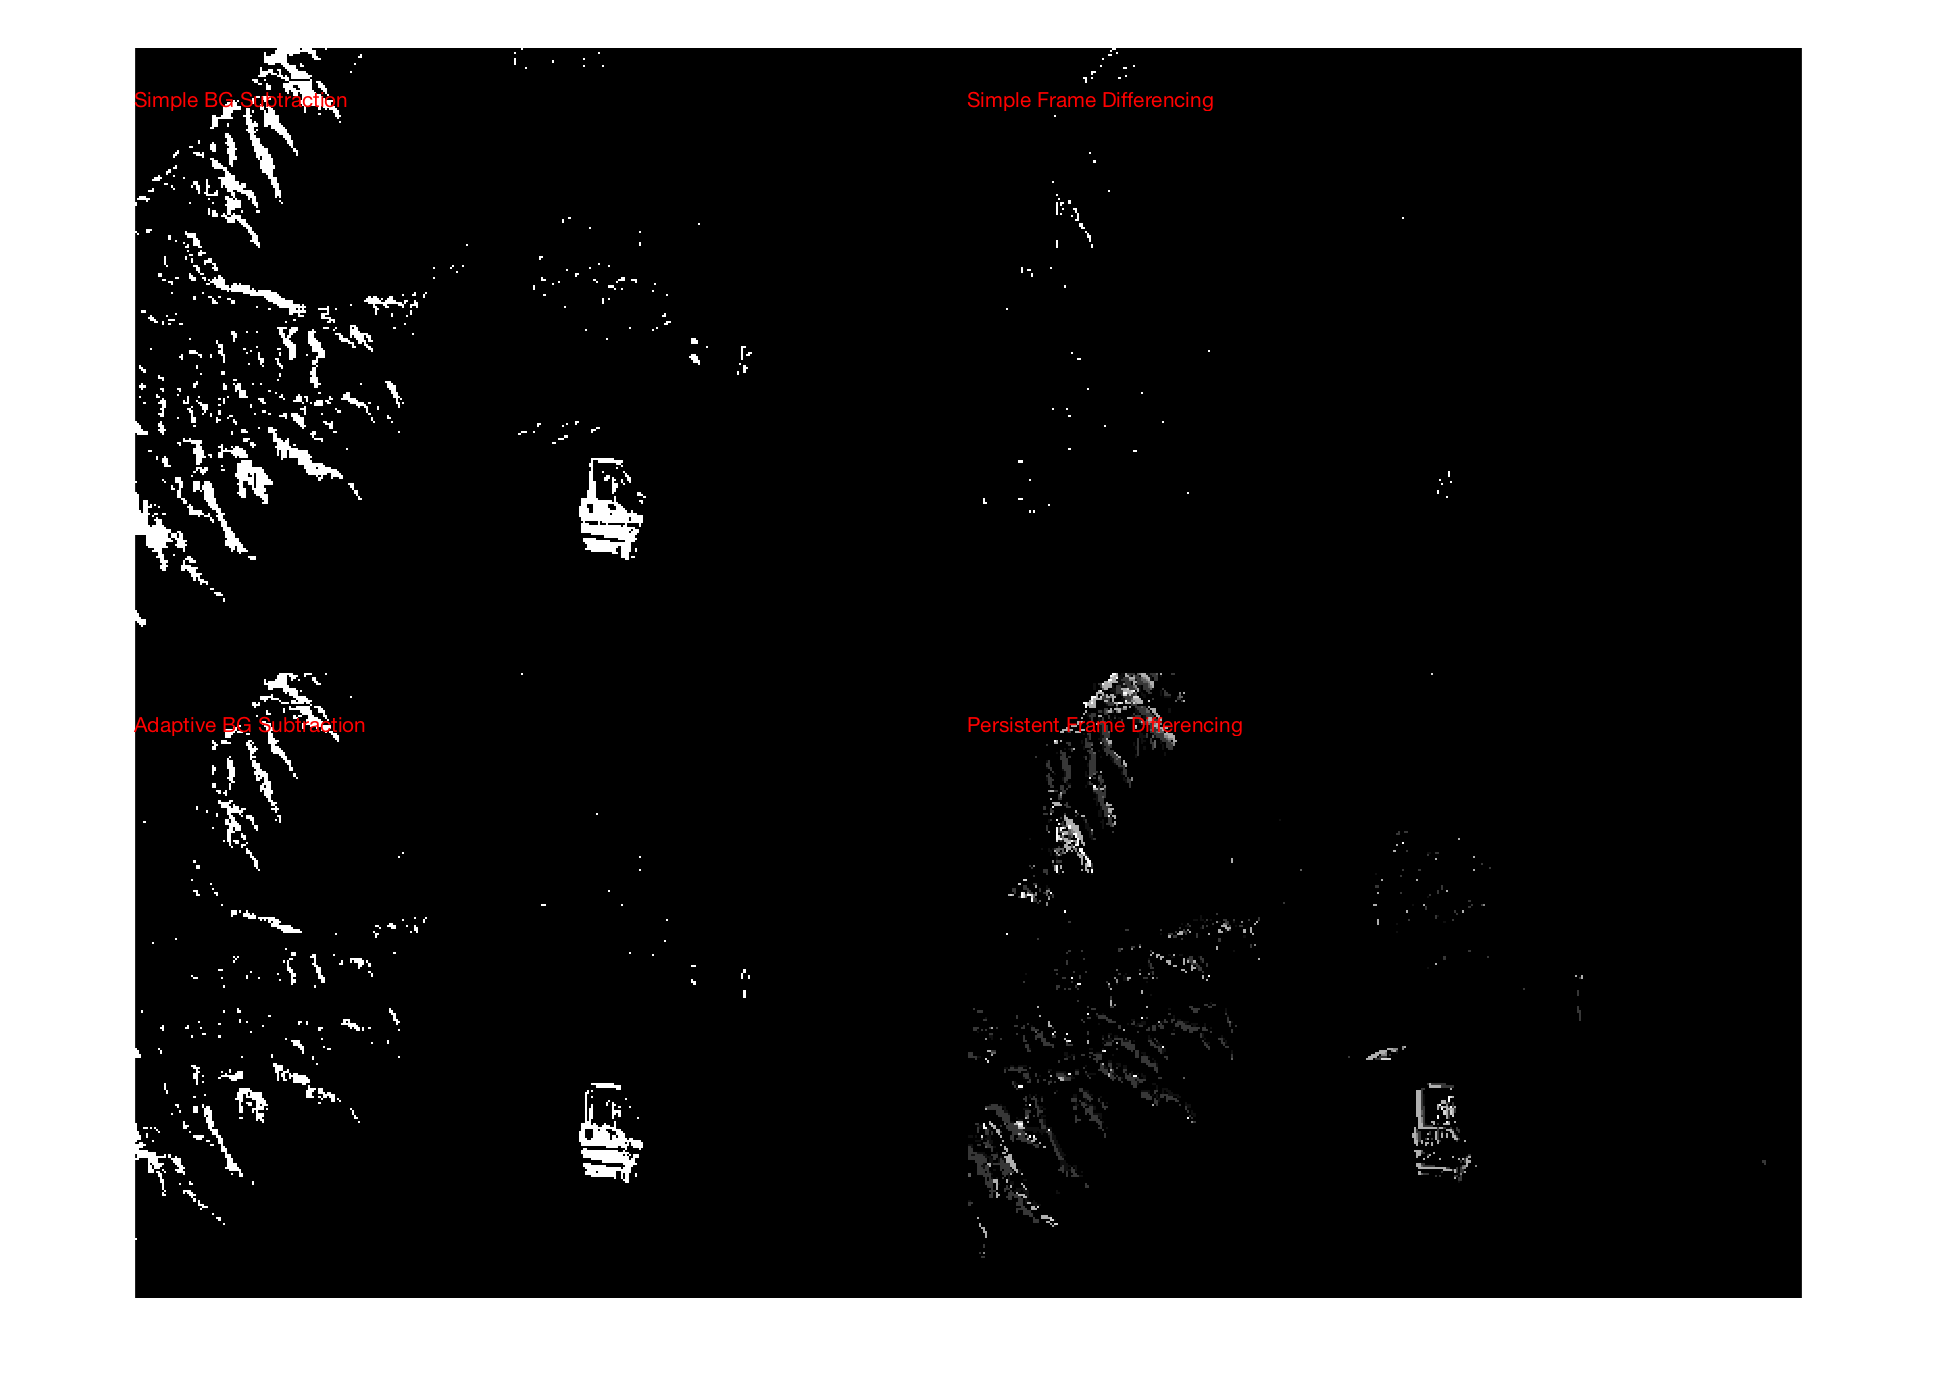 Simple BG Subtraction
Simple Frame Differencing
Adaptive BG Subtraction
Persistent Frame Differencing